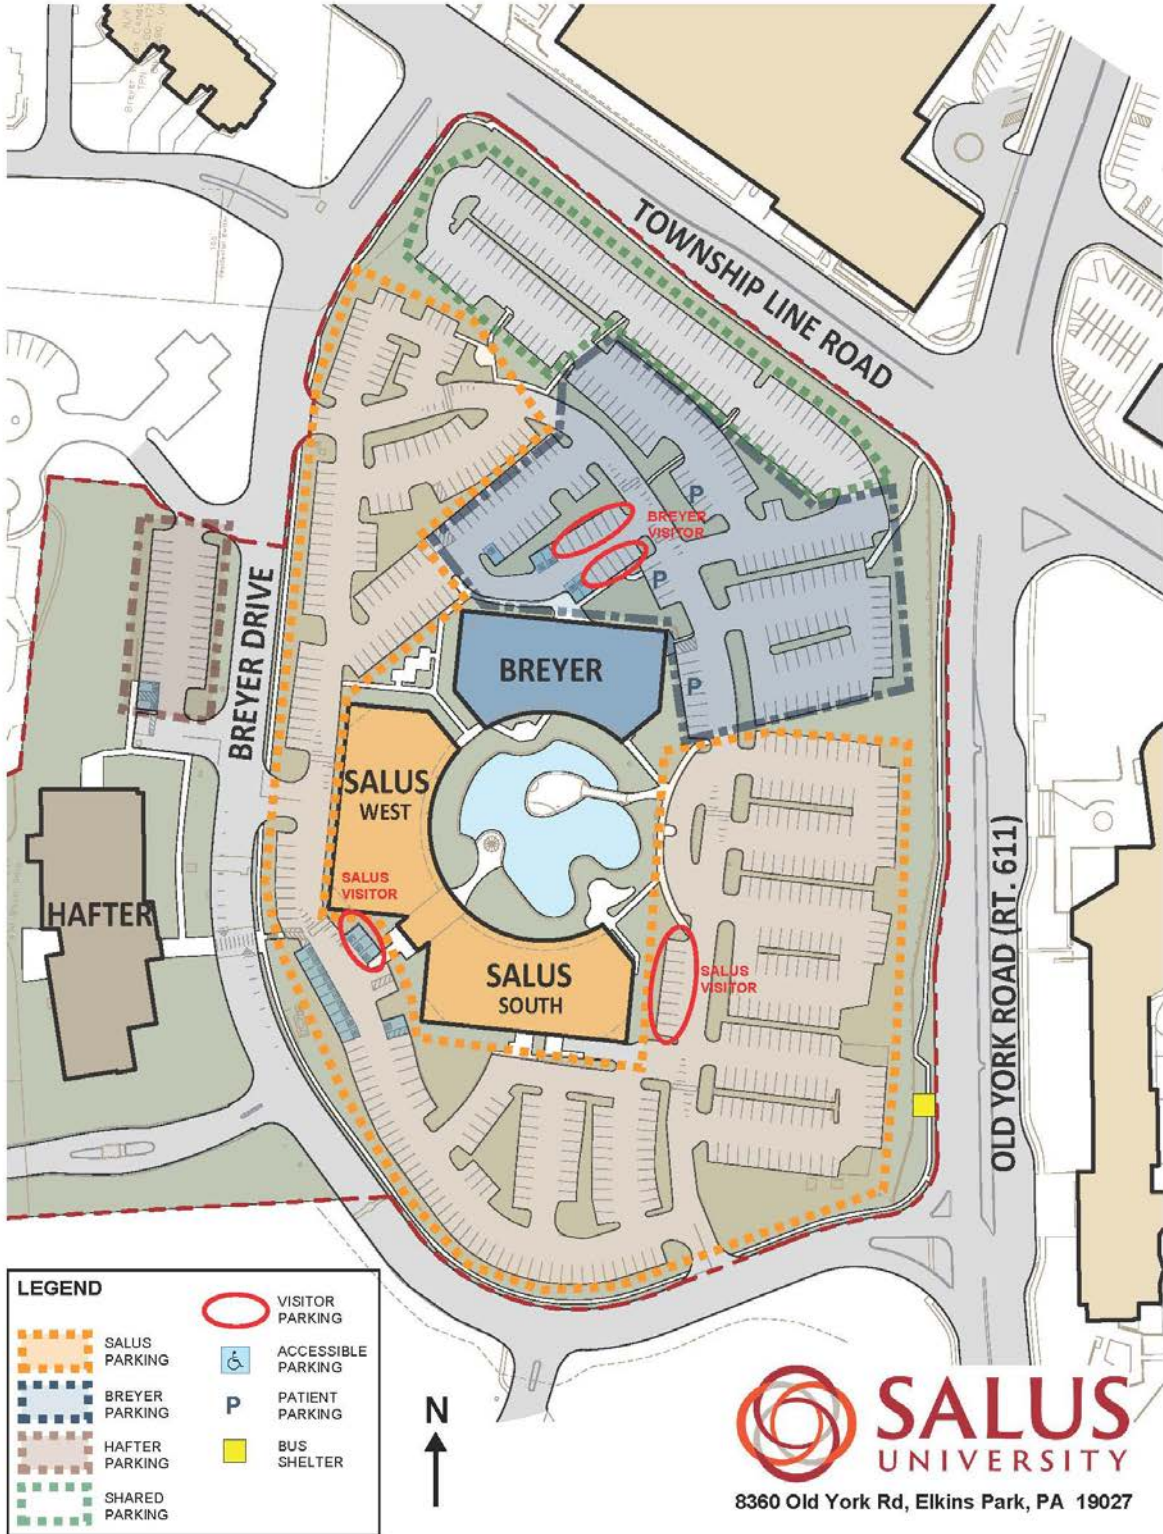 TOWNSHIP LINE ROAD
P
BREYER
VISITOR
P
BREYER DRIVE
BREYER
P
SALUS
WEST
SALUS
VISITOR
HAFTER
SALUS
SOUTH
SALUS
VISITOR
OLD YORK ROAD (RT. 611)
LEGEND
SALUS
PARKING
BREYER
PARKING
HAFTER
PARKING
SHARED
PARKING
VISITOR
PARKING
ACCESSIBLE
PARKING
P
PATIENT
PARKING
BUS
SHELTER
N
SALUS
UNIVERSITY
8360 Old York Rd, Elkins Park, PA 19027